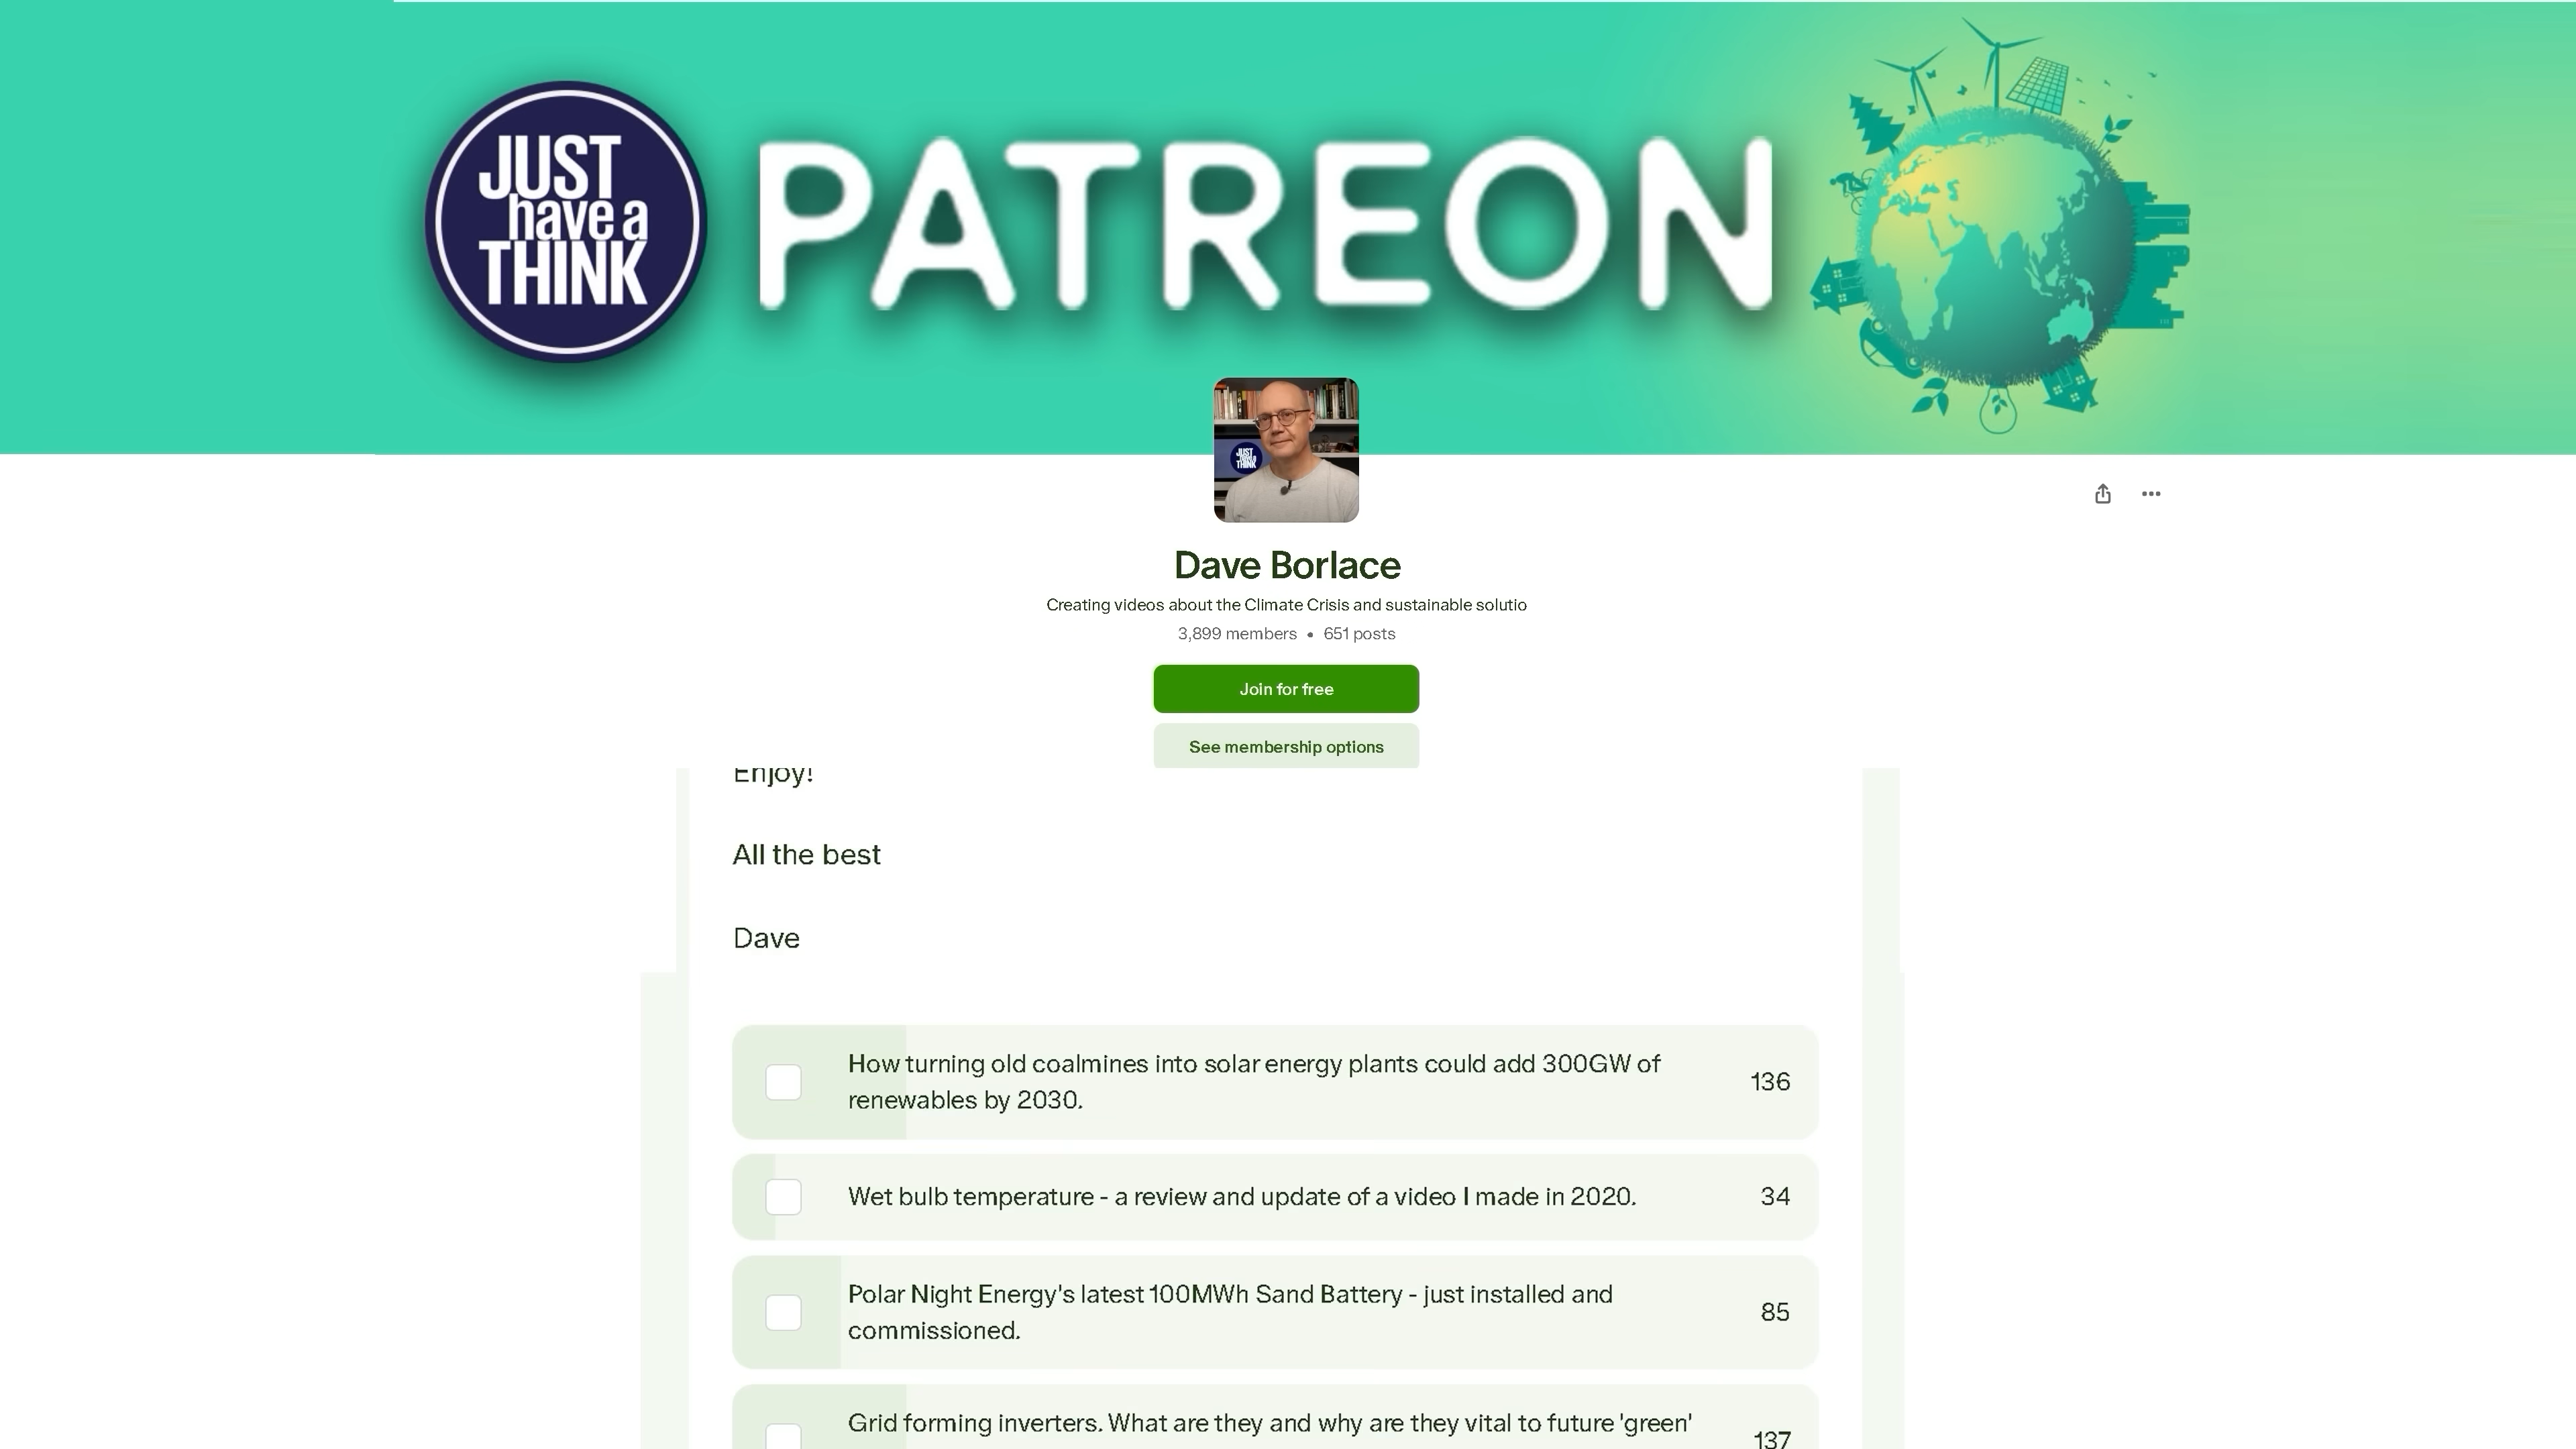 JUST
have a
THINK
PATREON
JUST
have a
THINK
Dave Borlace
Creating videos about the Climate Crisis and sustainable solutio
3,899 members • 651 posts
Join for free
See membership options
Enjoy!
All the best
Dave
How turning old coalmines into solar energy plants could add 300GW of
renewables by 2030.
136
Wet bulb temperature - a review and update of a video I made in 2020.
34
Polar Night Energy's latest 100MWh Sand Battery - just installed and
commissioned.
85
Grid forming inverters. What are they and why are they vital to future 'green'
137